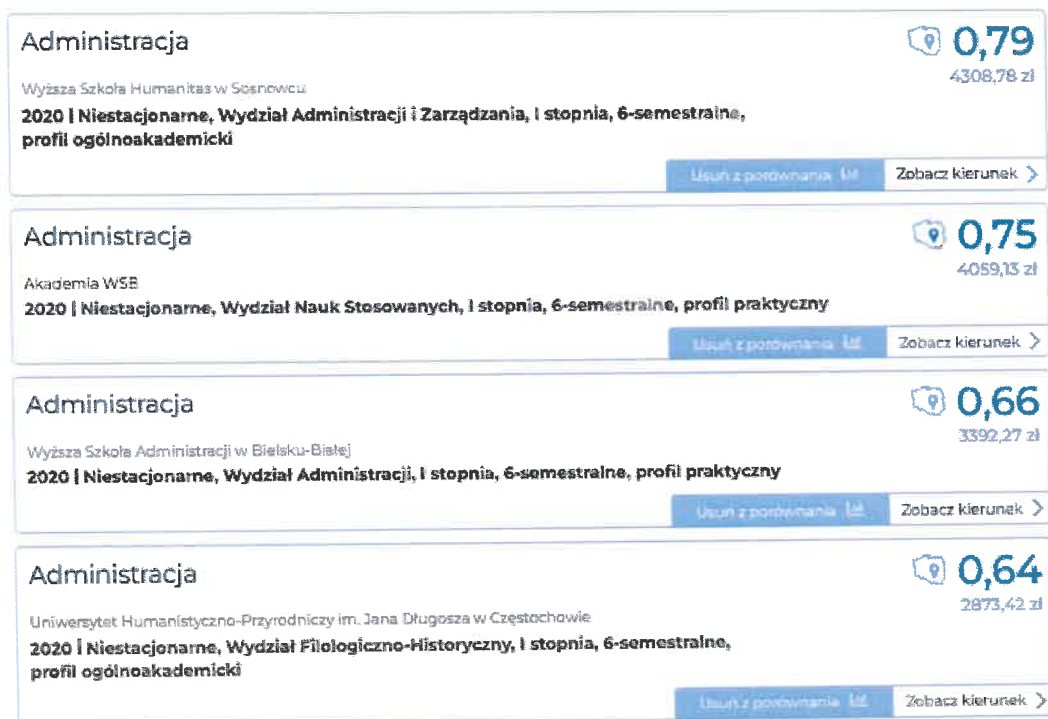 Administracja
0,79
4308,78 zł
Wyższa Szkoła Humanitas w Sosnowcu
2020 | Niestacjonarne, Wydział Administracji i Zarządzania, I stopnia, 6-semestralne,
profil ogólnoakademicki
Usuń z porównania
Zobacz kierunek
Administracja
0,75
4059,13 zł
Akademia WSB
2020 | Niestacjonarne, Wydział Nauk Stosowanych, I stopnia, 6-semestralne, profil praktyczny
Usuń z porównania
Zobacz kierunek
Administracja
0,66
3392,27 zł
Wyższa Szkoła Administracji w Bielsku-Białej
2020 | Niestacjonarne, Wydział Administracji, I stopnia, 6-semestralne, profil praktyczny
Usuń z porównania
Zobacz kierunek
Administracja
0,64
2873,42 zł
Uniwersytet Humanistyczno-Przyrodniczy im. Jana Długosza w Częstochowie
2020 | Niestacjonarne, Wydział Filologiczno-Historyczny, I stopnia, 6-semestralne,
profil ogólnoakademicki
Usuń z porównania
Zobacz kierunek